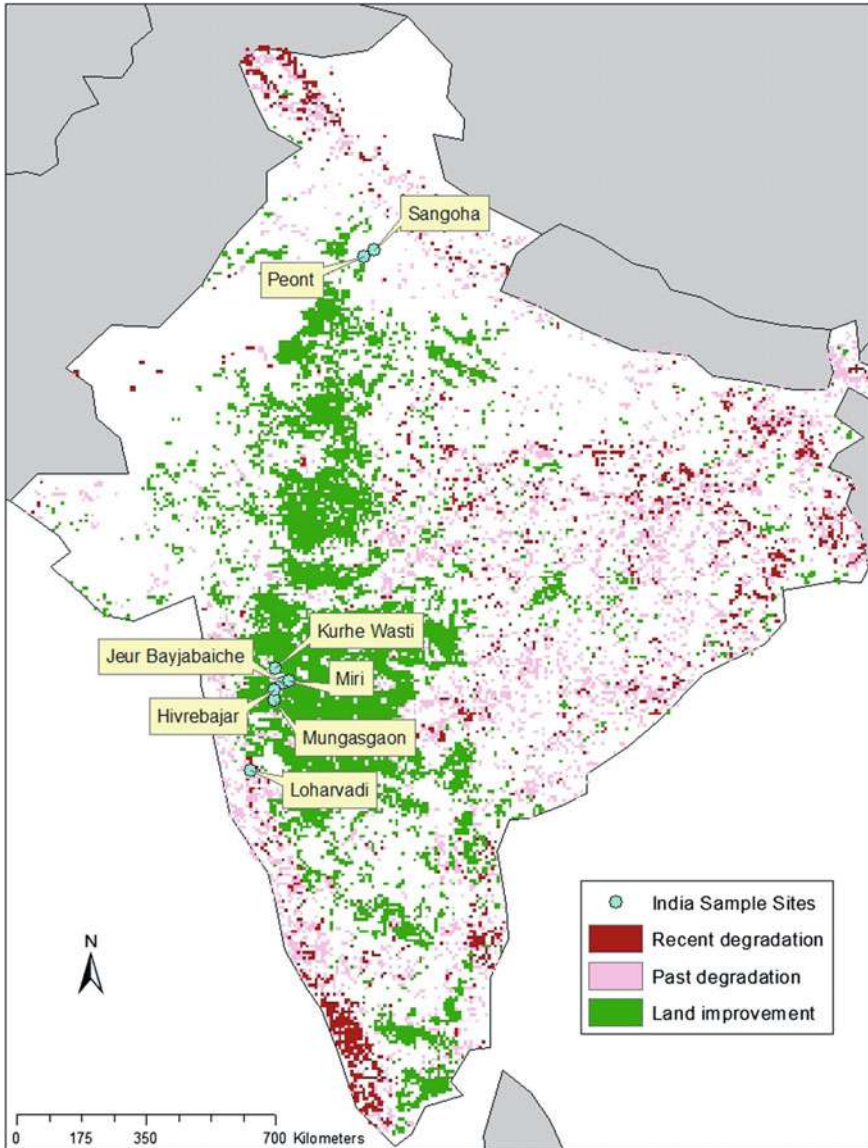 Sangoha
Peont
Kurhe Wasti
Jeur Bayjabaiche
Miri
Hivrebajar
Mungasgaon
Loharvadi
India Sample Sites
Recent degradation
Past degradation
Land improvement
N
0 175 350 700 Kilometers